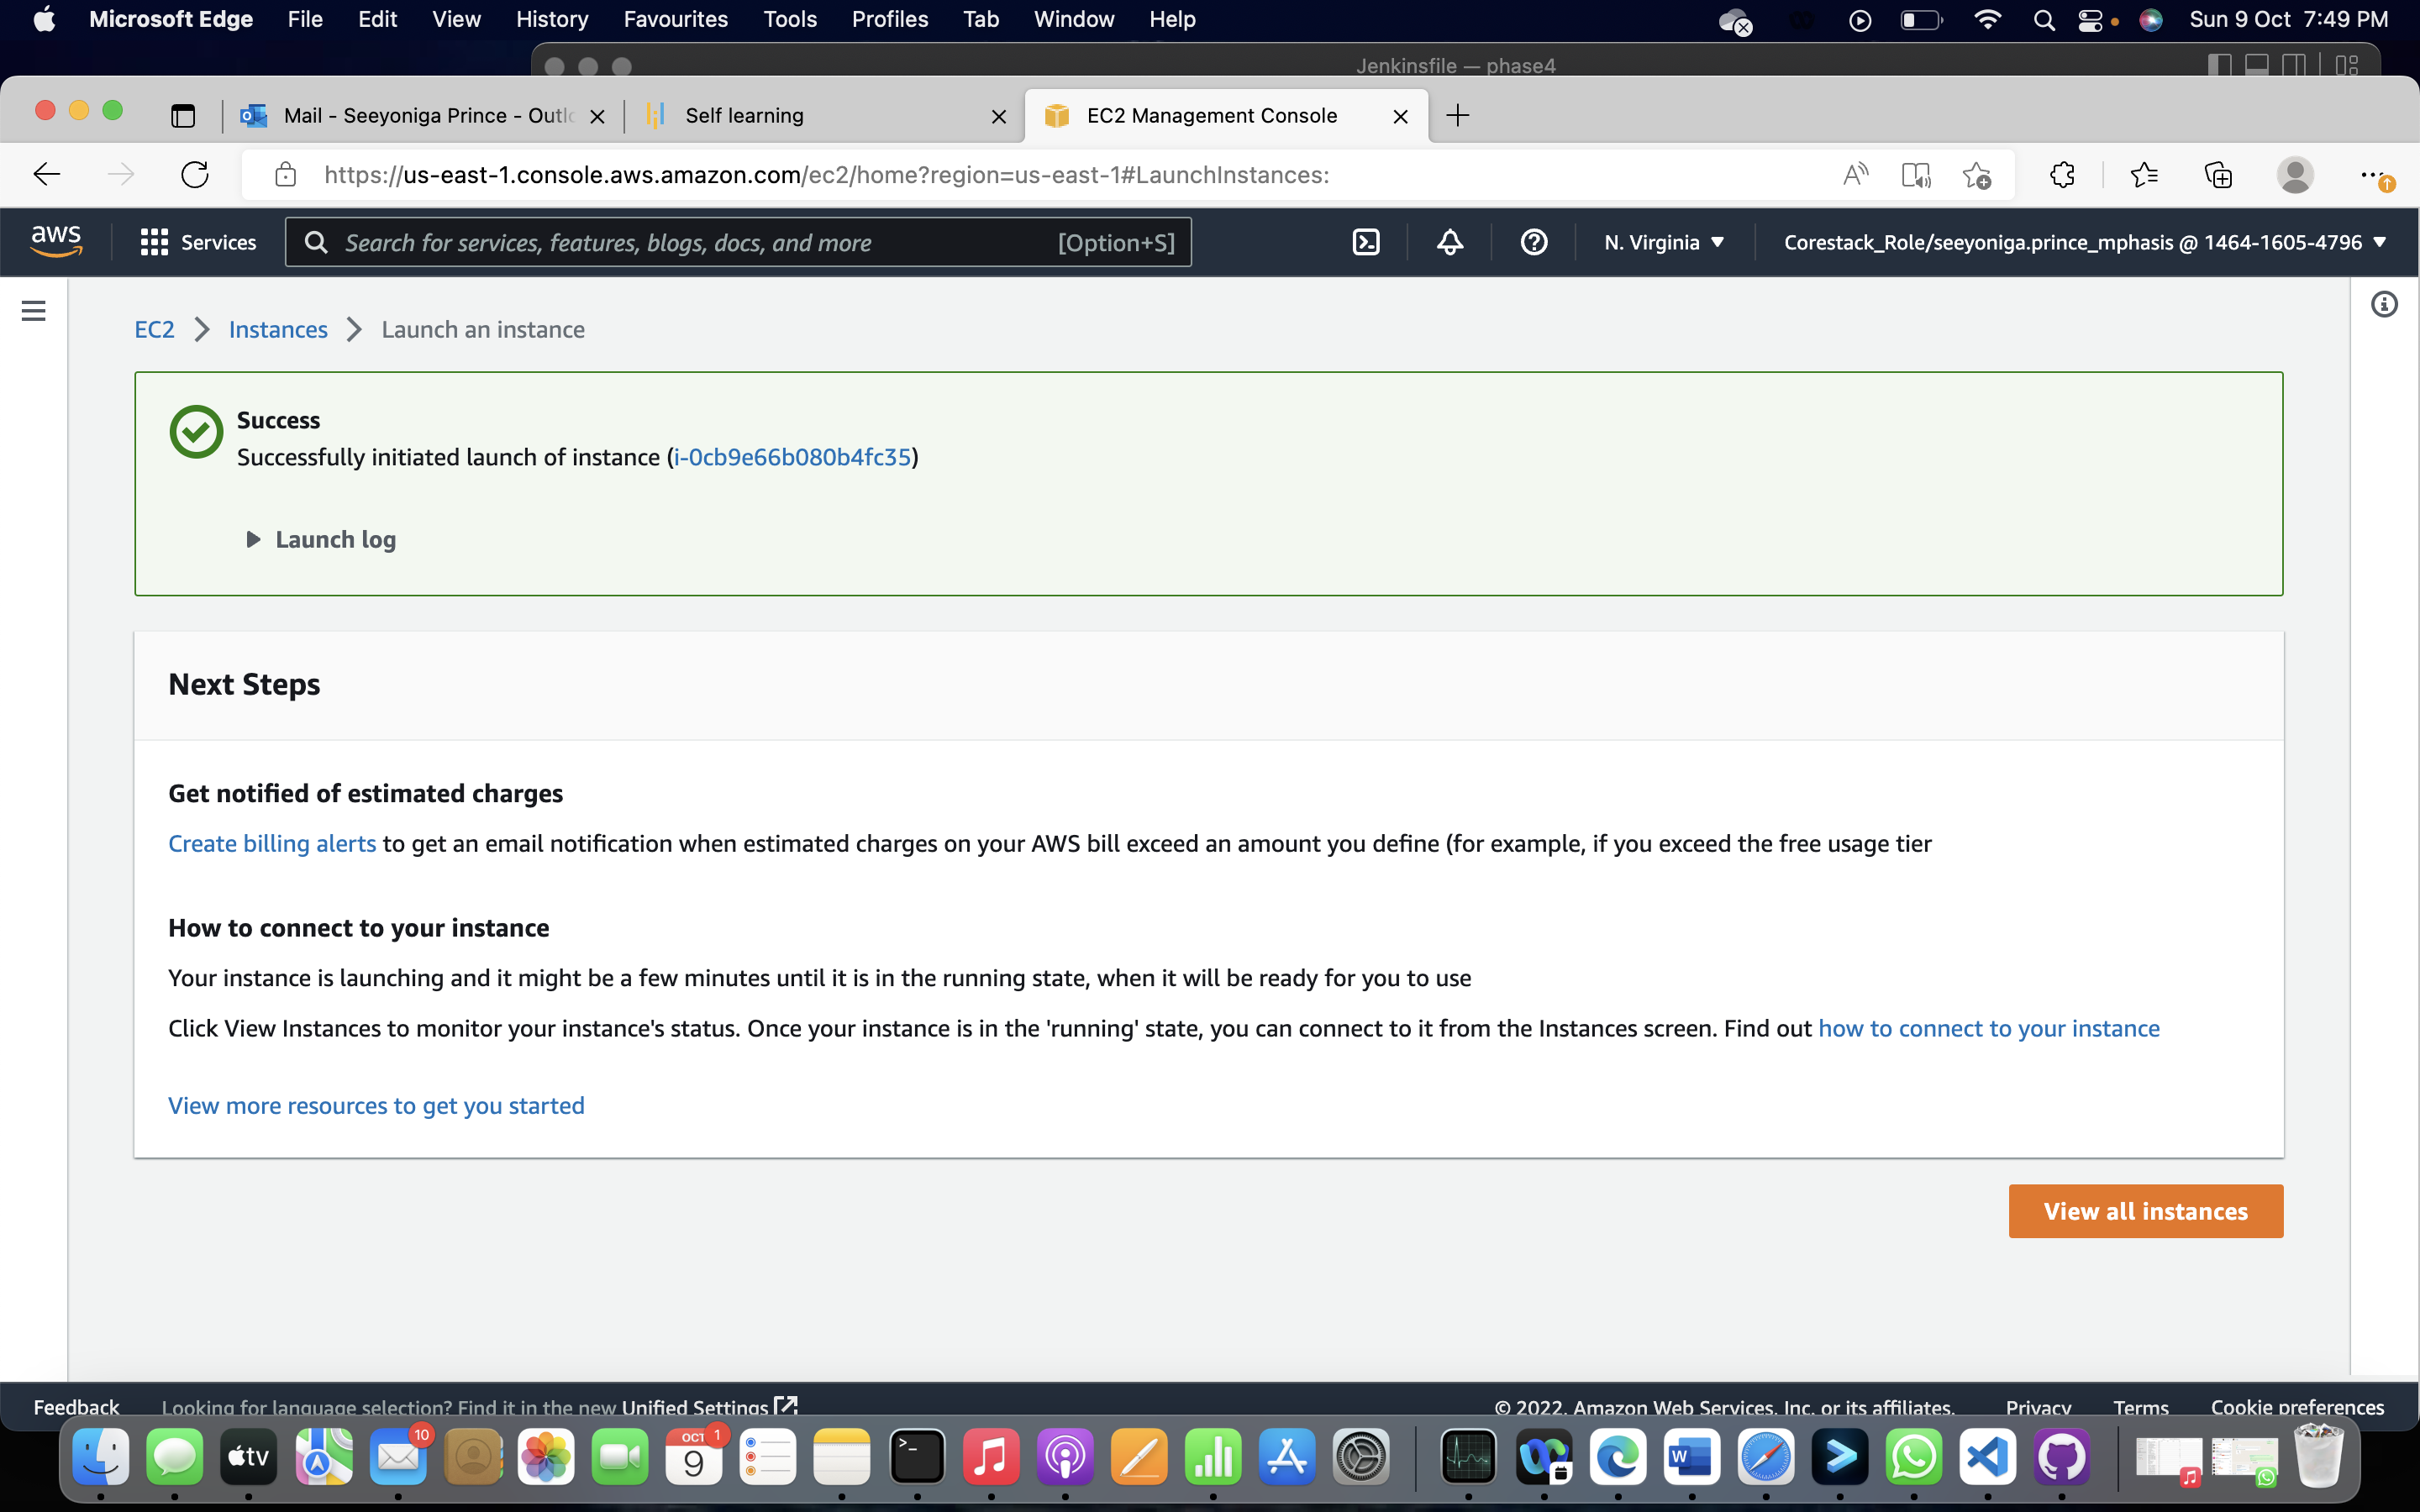 Microsoft Edge File Edit View History Favourites Tools Profiles Tab Window Help Sun 9 Oct 7:49 PM
Jenkinsfile — phase4
Mail - Seeyoniga Prince - Outlo Self learning EC2 Management Console
https://us-east-1.console.aws.amazon.com/ec2/home?region=us-east-1#LaunchInstances:
aws Services Search for services, features, blogs, docs, and more [Option+S] N. Virginia Corestack_Role/seeyoniga.prince_mphasis @ 1464-1605-4796
EC2 Instances Launch an instance
Success
Successfully initiated launch of instance (i-0cb9e66b080b4fc35)
Launch log
Next Steps
Get notified of estimated charges
Create billing alerts to get an email notification when estimated charges on your AWS bill exceed an amount you define (for example, if you exceed the free usage tier
How to connect to your instance
Your instance is launching and it might be a few minutes until it is in the running state, when it will be ready for you to use
Click View Instances to monitor your instance's status. Once your instance is in the 'running' state, you can connect to it from the Instances screen. Find out how to connect to your instance
View more resources to get you started
View all instances
Feedback Looking for language selection? Find it in the new Unified Settings © 2022, Amazon Web Services, Inc. or its affiliates. Privacy Terms Cookie preferences
tv 10 OCT 1 9 >_ W